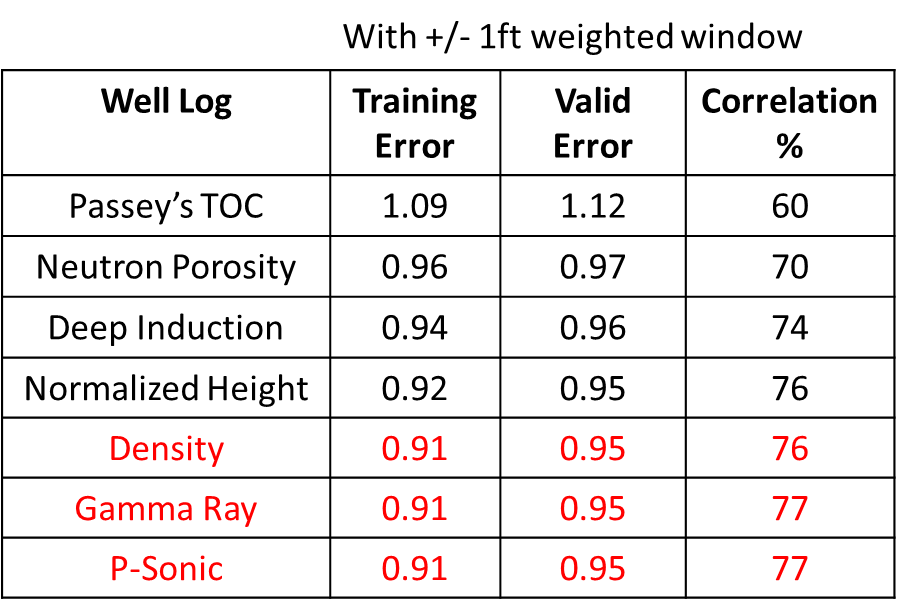 With +/- 1ft weighted window
Well Log Training Error Valid Error Correlation %
Passey's TOC 1.09 1.12 60
Neutron Porosity 0.96 0.97 70
Deep Induction 0.94 0.96 74
Normalized Height 0.92 0.95 76
Density 0.91 0.95 76
Gamma Ray 0.91 0.95 77
P-Sonic 0.91 0.95 77